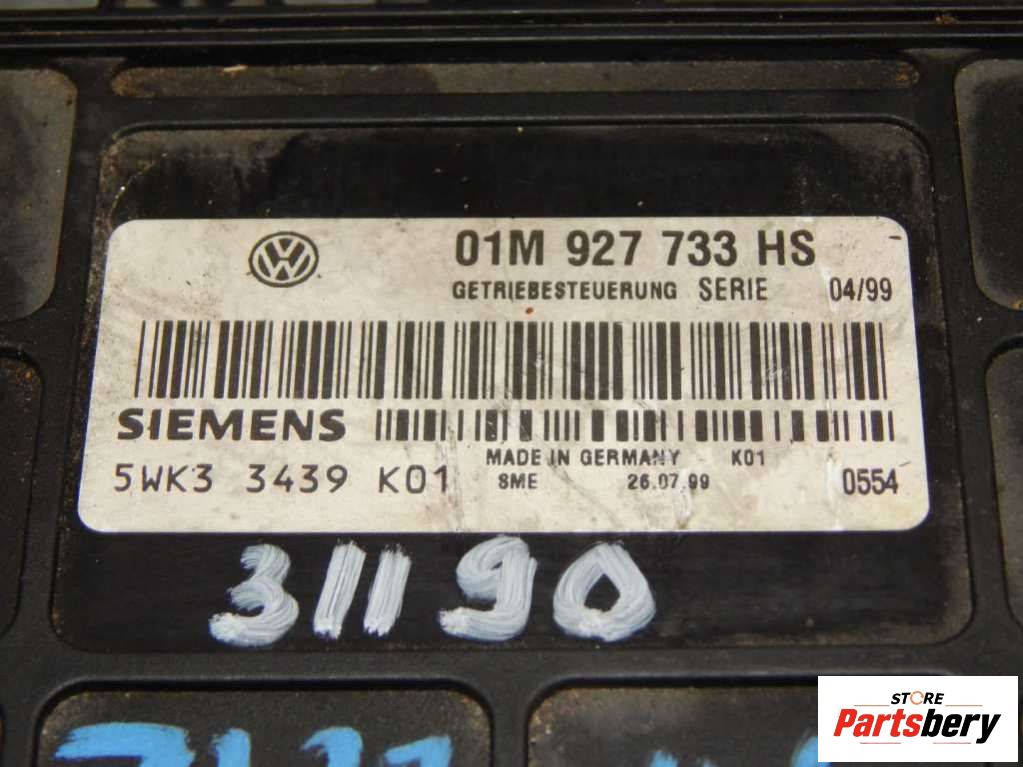 01M 927 733 HS
GETRIEBESTEUERUNG SERIE 04/99
SIEMENS
MADE IN GERMANY K01
5WK3 3439 K01 SME 26.07.99 0554
31190
STORE
Partsbery